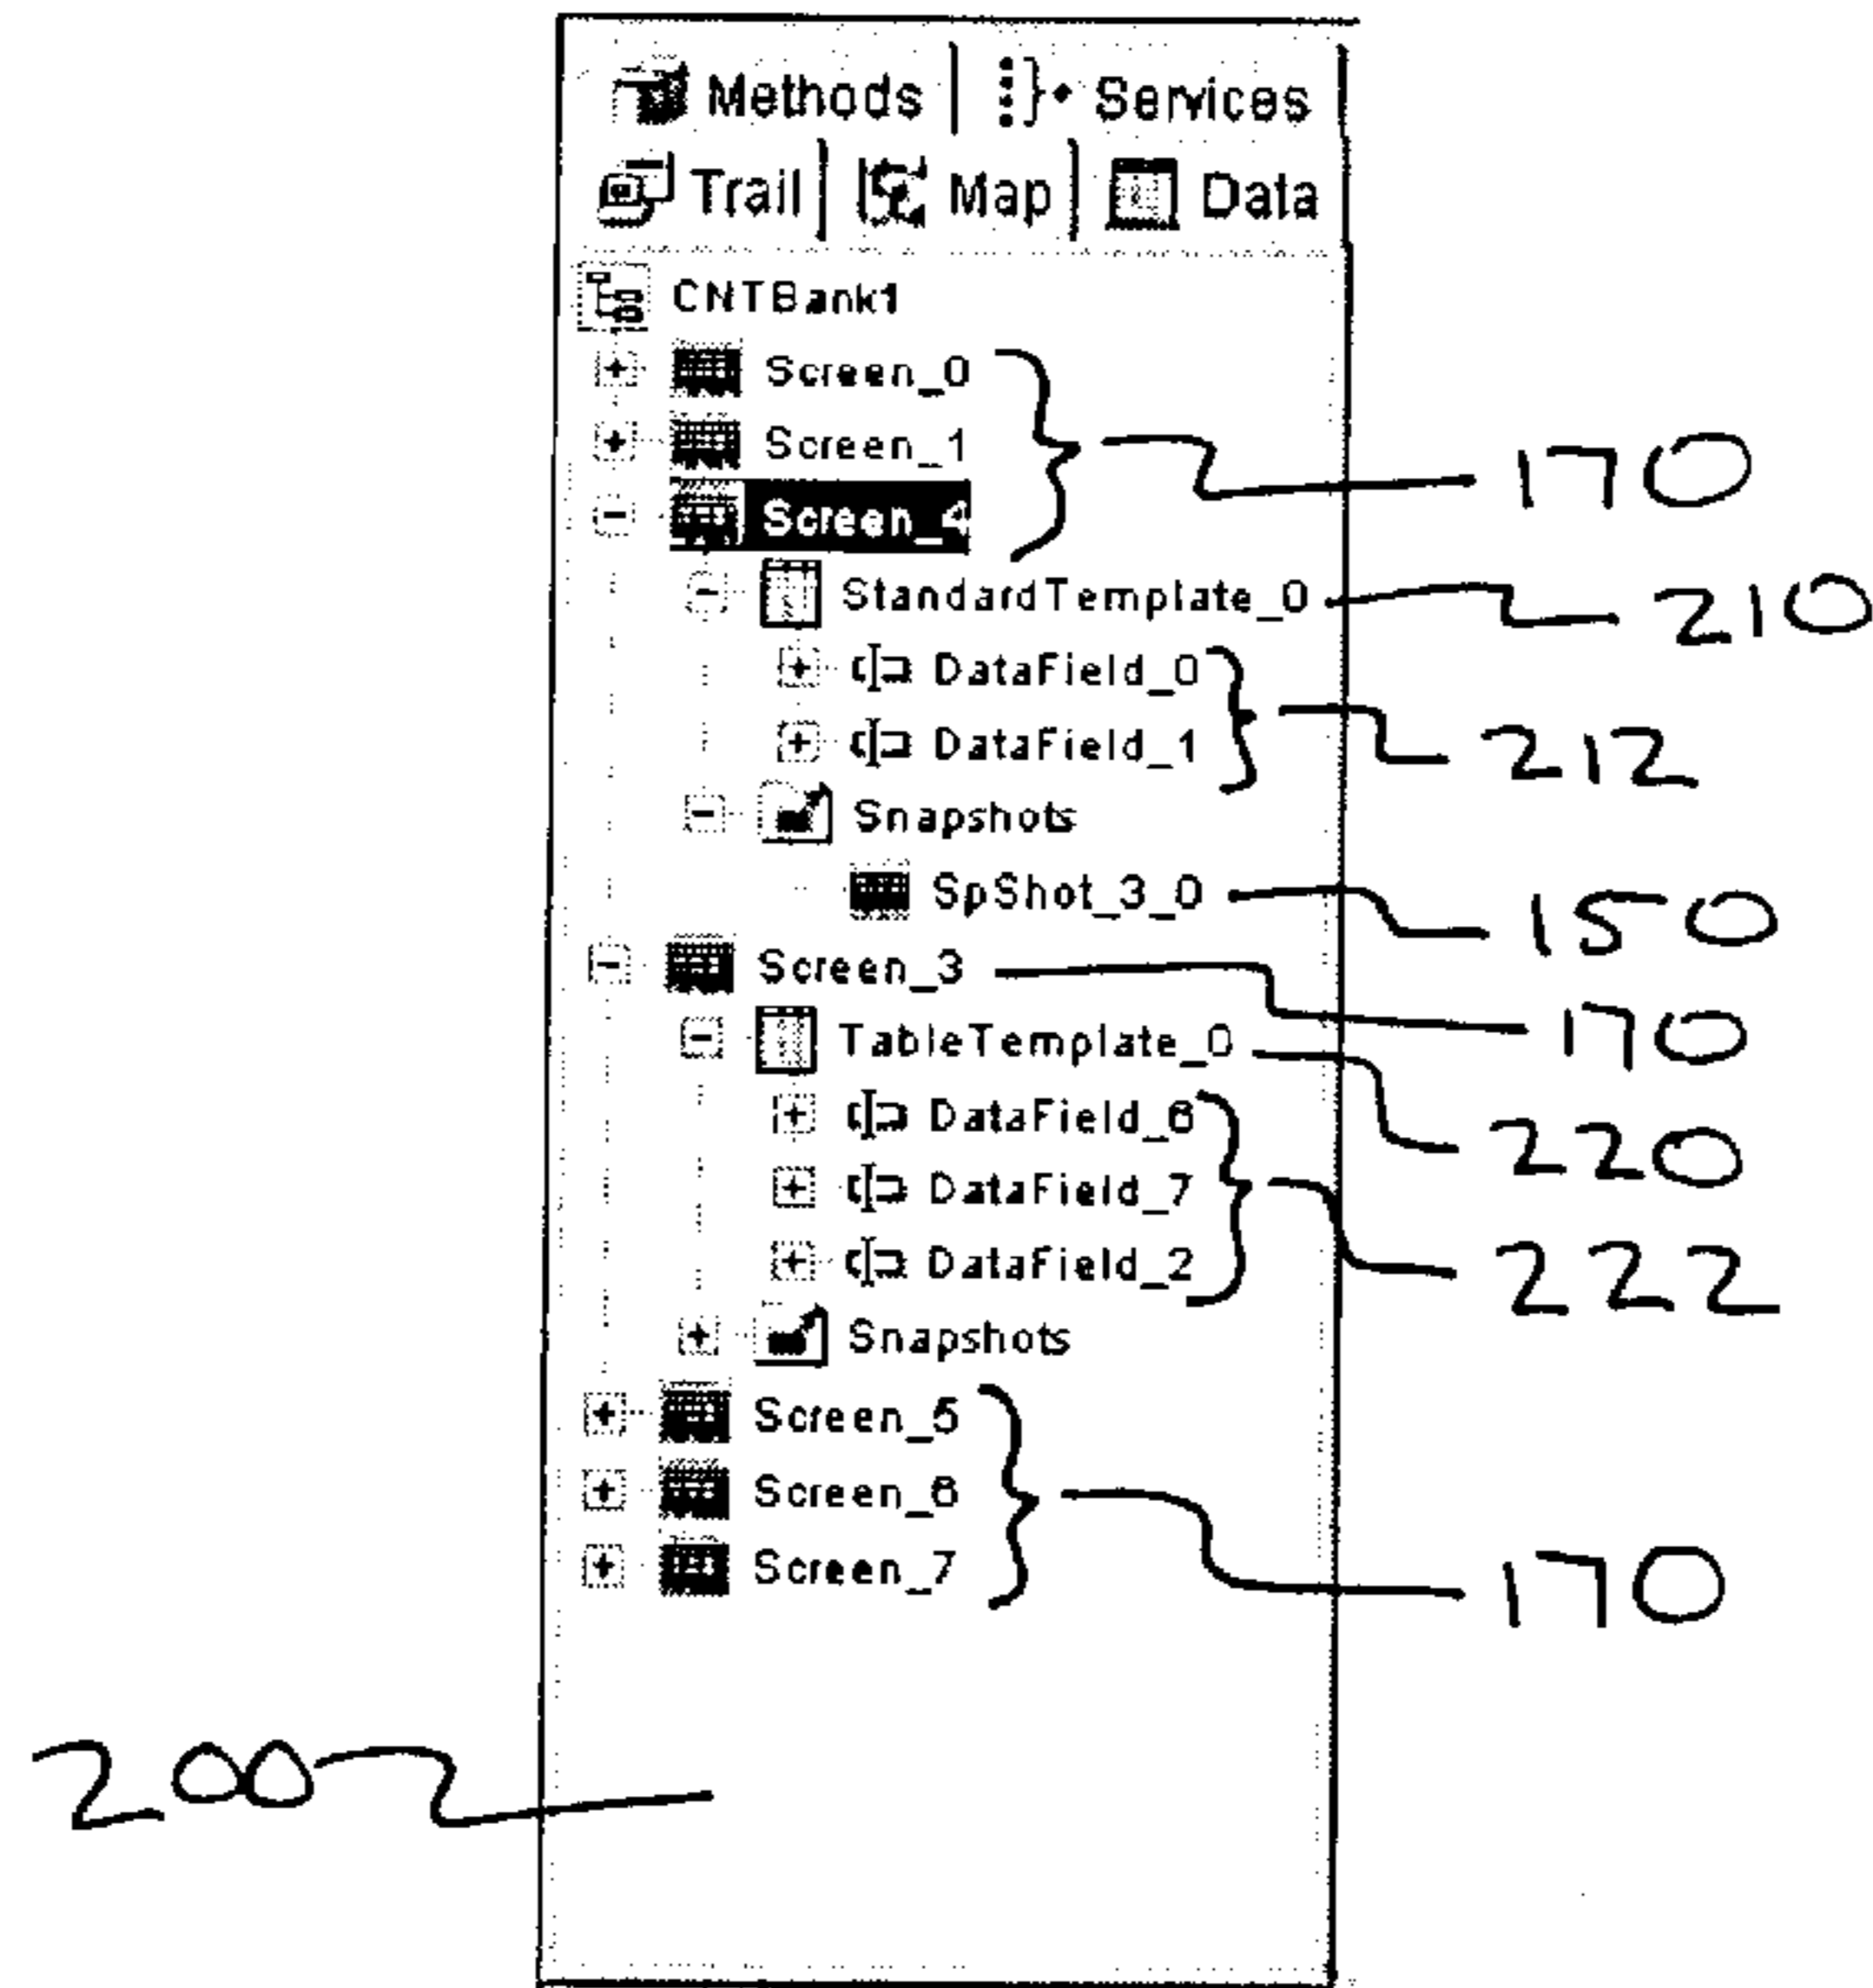 Methods Services
Trail Map Data
CNTBank1
Screen_0
Screen_1
170
Screen_4
StandardTemplate_0
210
DataField_0
212
DataField_1
Snapshots
SpShot_3_0
150
Screen_3
170
TableTemplate_0
220
DataField_6
DataField_7
222
DataField_2
Snapshots
Screen_5
Screen_6
170
Screen_7
200